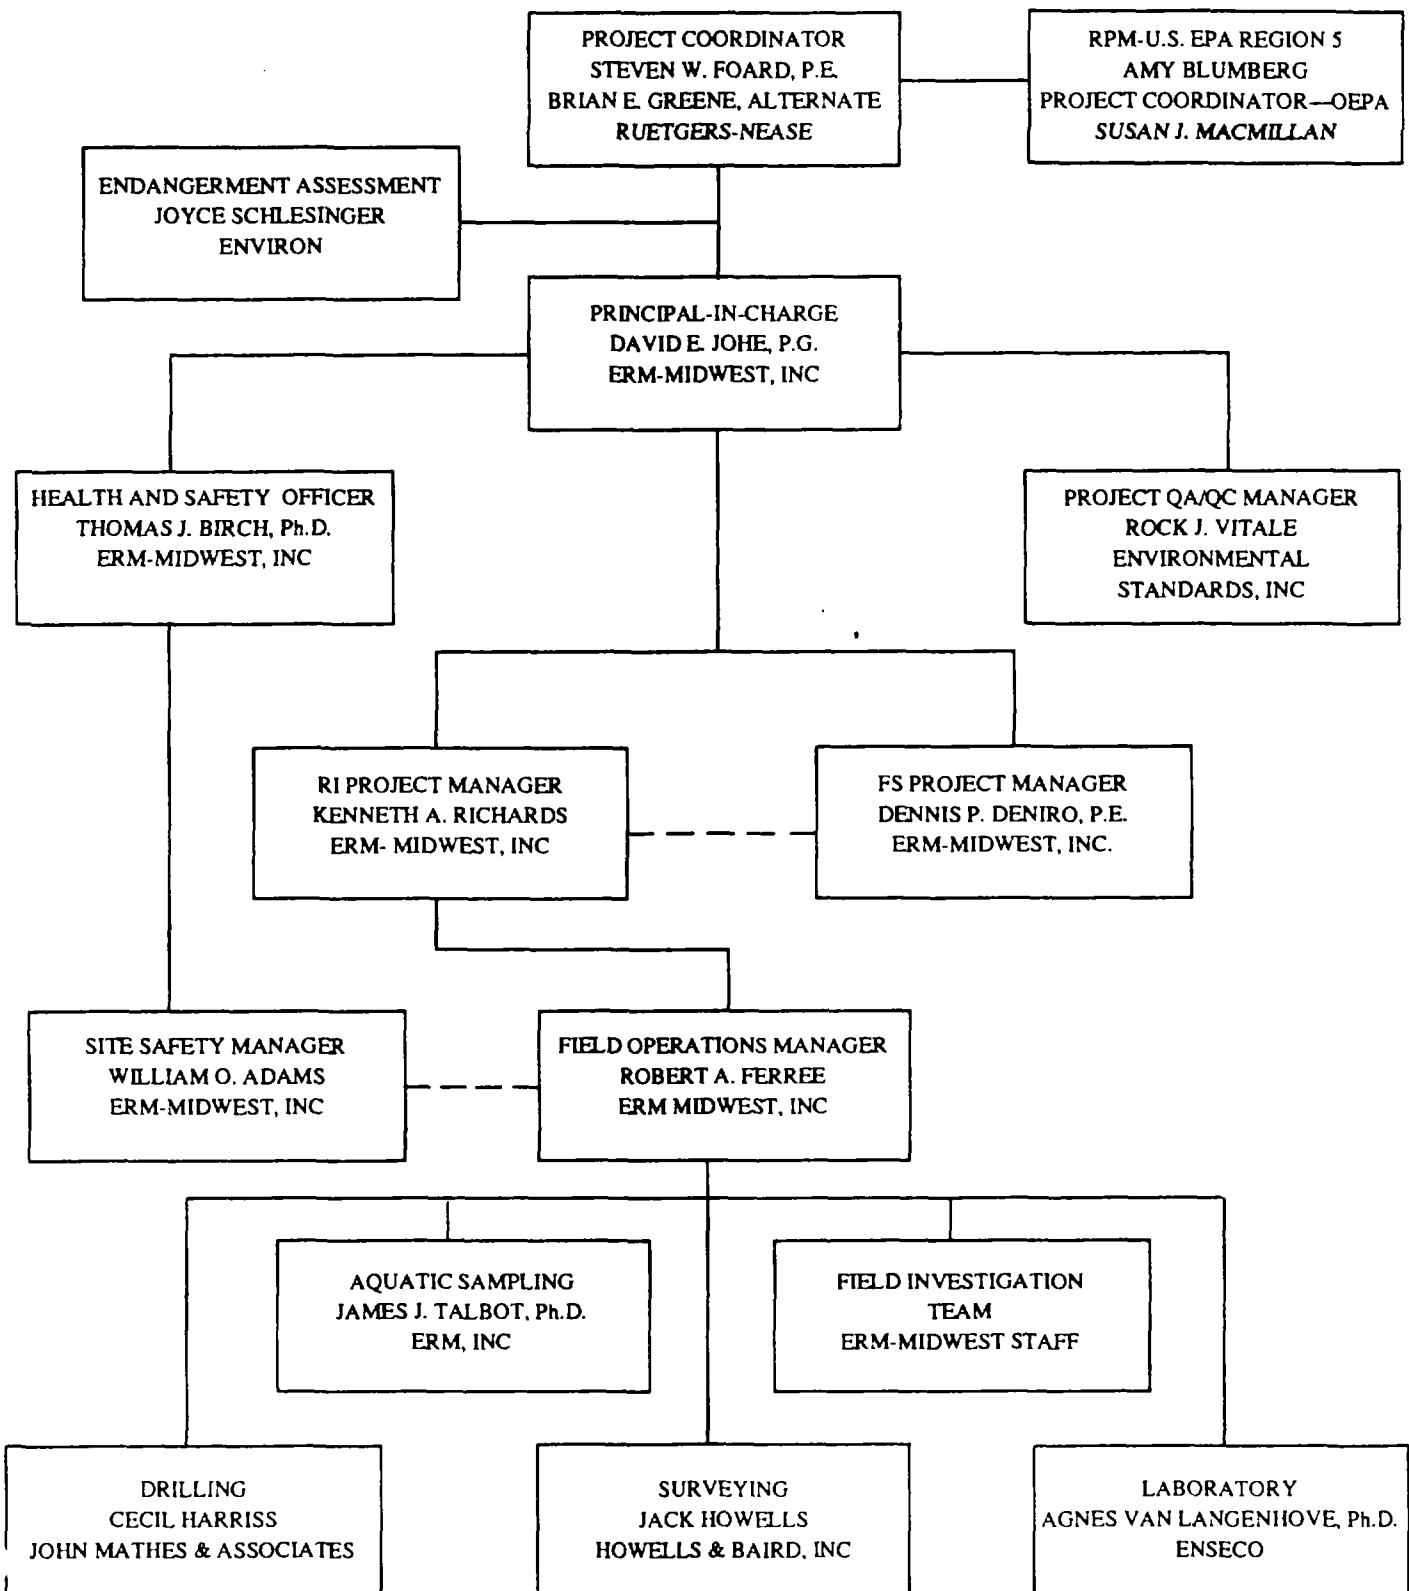 PROJECT COORDINATOR
STEVEN W. FOARD, P.E.
BRIAN E. GREENE, ALTERNATE
RUETGERS-NEASE
RPM-U.S. EPA REGION 5
AMY BLUMBERG
PROJECT COORDINATOR—OEPA
SUSAN J. MACMILLAN
ENDANGERMENT ASSESSMENT
JOYCE SCHLESINGER
ENVIRON
PRINCIPAL-IN-CHARGE
DAVID E. JOHE, P.G.
ERM-MIDWEST, INC
HEALTH AND SAFETY OFFICER
THOMAS J. BIRCH, Ph.D.
ERM-MIDWEST, INC
PROJECT QA/QC MANAGER
ROCK J. VITALE
ENVIRONMENTAL
STANDARDS, INC
RI PROJECT MANAGER
KENNETH A. RICHARDS
ERM- MIDWEST, INC
FS PROJECT MANAGER
DENNIS P. DENIRO, P.E.
ERM-MIDWEST, INC.
SITE SAFETY MANAGER
WILLIAM O. ADAMS
ERM-MIDWEST, INC
FIELD OPERATIONS MANAGER
ROBERT A. FERREE
ERM MIDWEST, INC
AQUATIC SAMPLING
JAMES J. TALBOT, Ph.D.
ERM, INC
FIELD INVESTIGATION
TEAM
ERM-MIDWEST STAFF
DRILLING
CECIL HARRISS
JOHN MATHES & ASSOCIATES
SURVEYING
JACK HOWELLS
HOWELLS & BAIRD, INC
LABORATORY
AGNES VAN LANGENHOVE, Ph.D.
ENSECO